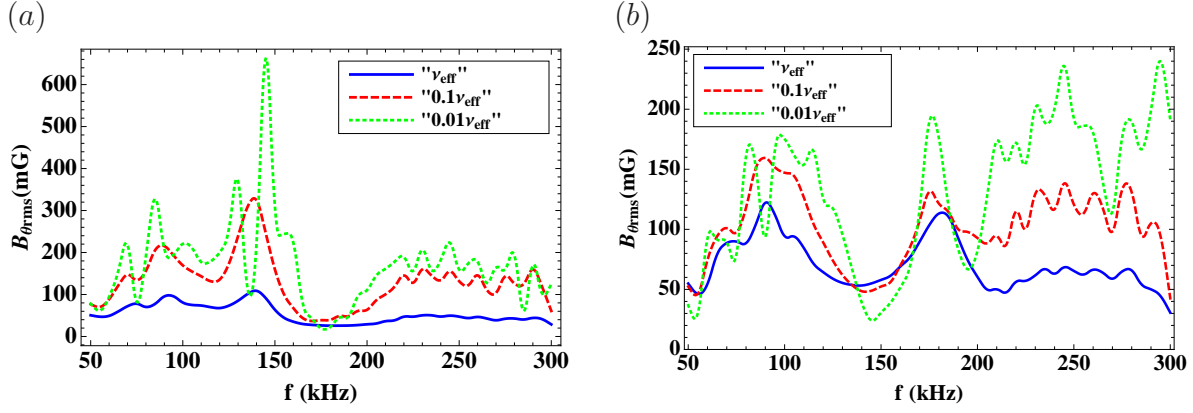 (a)
B_θrms(mG)
600
500
400
300
200
100
0
"ν_eff"
"0.1ν_eff"
"0.01ν_eff"
50 100 150 200 250 300
f (kHz)
(b)
B_θrms(mG)
250
200
150
100
50
0
"ν_eff"
"0.1ν_eff"
"0.01ν_eff"
50 100 150 200 250 300
f (kHz)